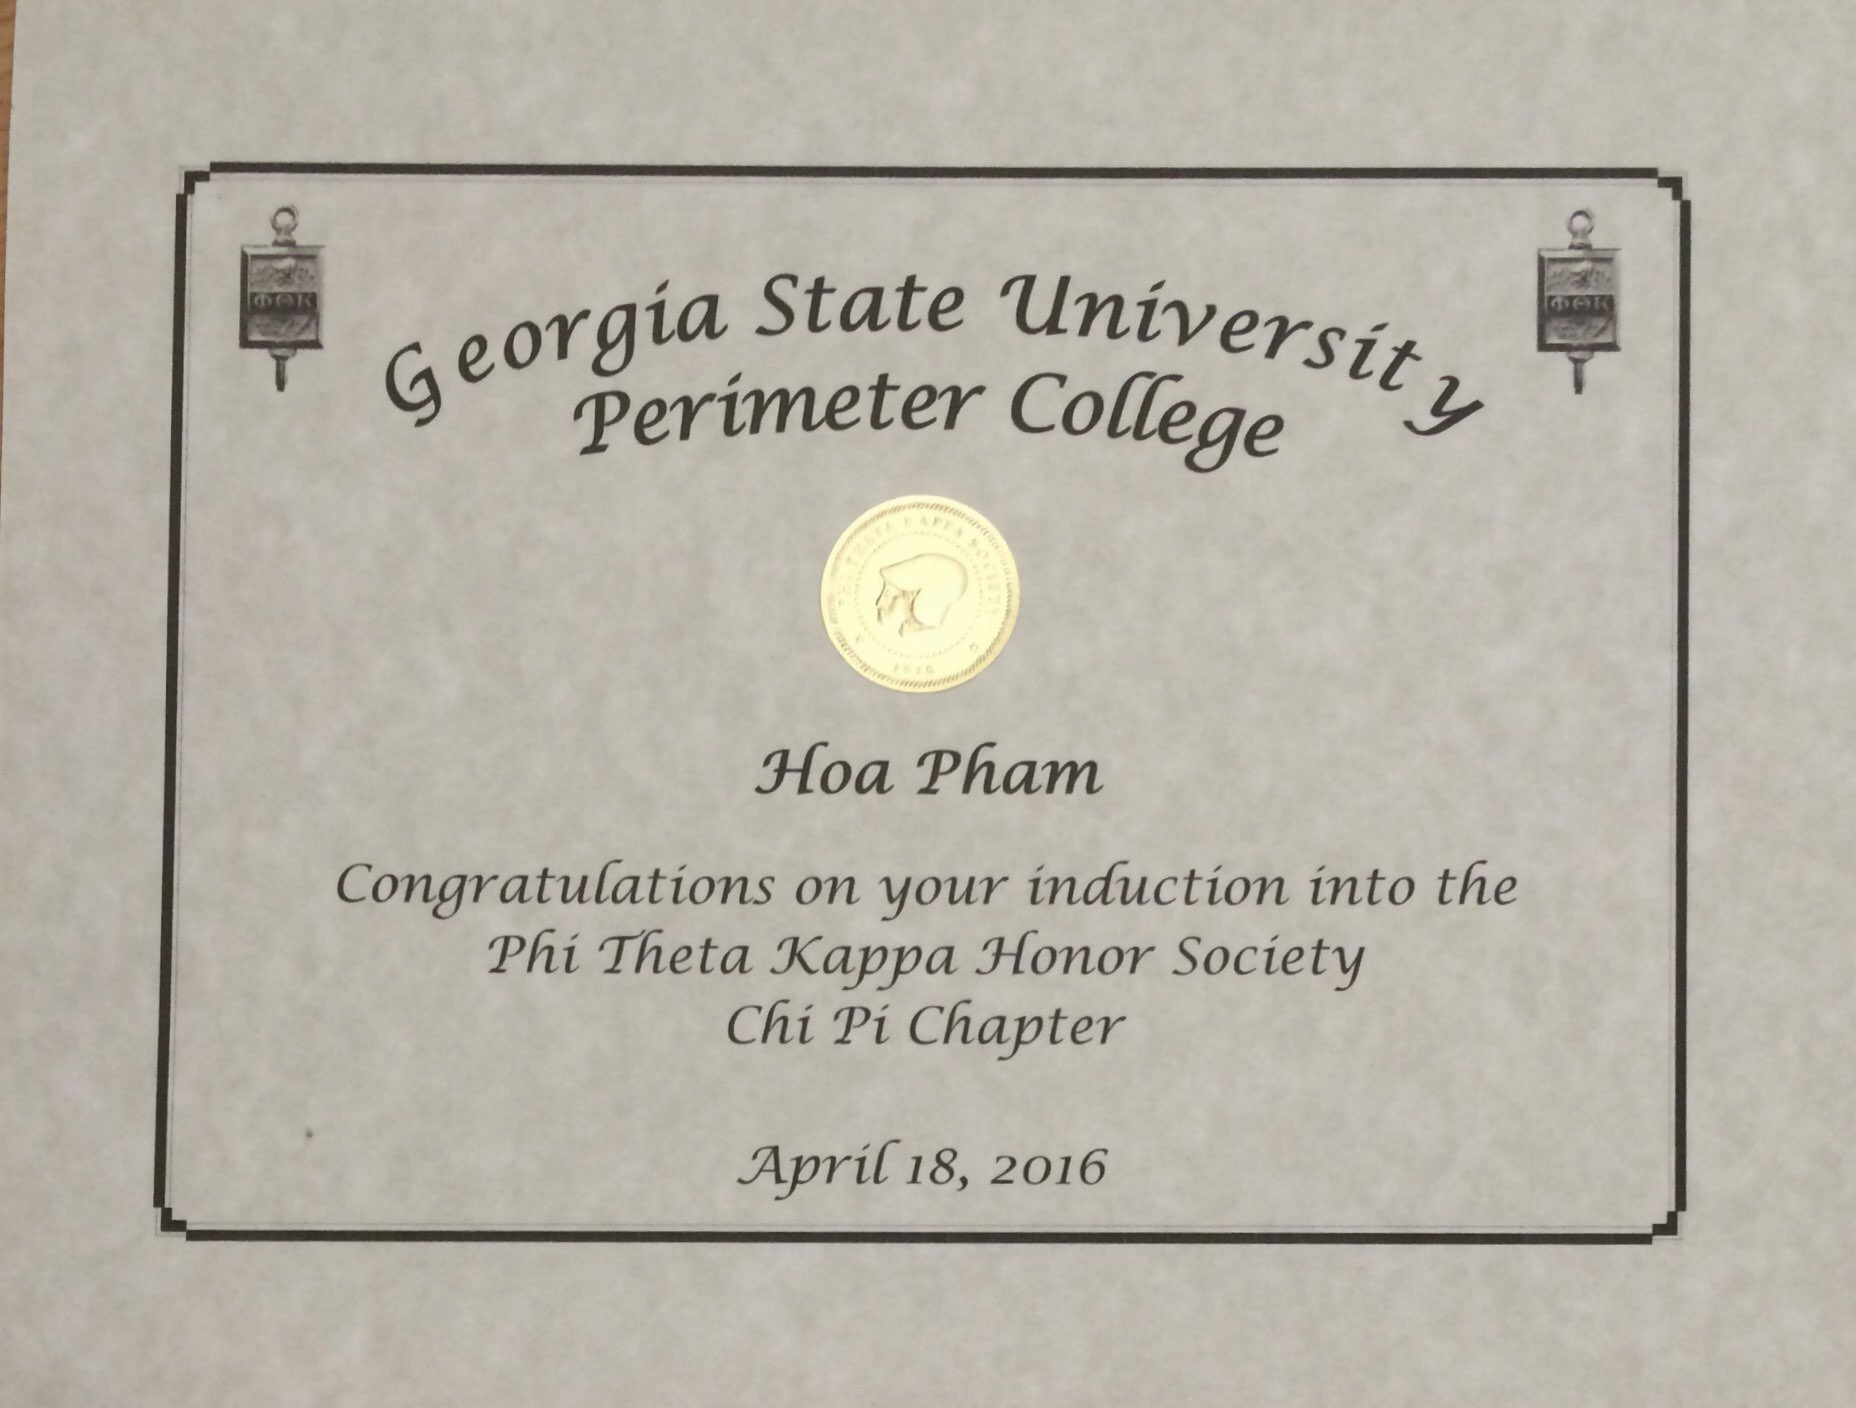 ΦΘΚ
ΦΘΚ
Georgia State University
Perimeter College
PHI THETA KAPPA SOCIETY
1918
Hoa Pham
Congratulations on your induction into the
Phi Theta Kappa Honor Society
Chi Pi Chapter
April 18, 2016